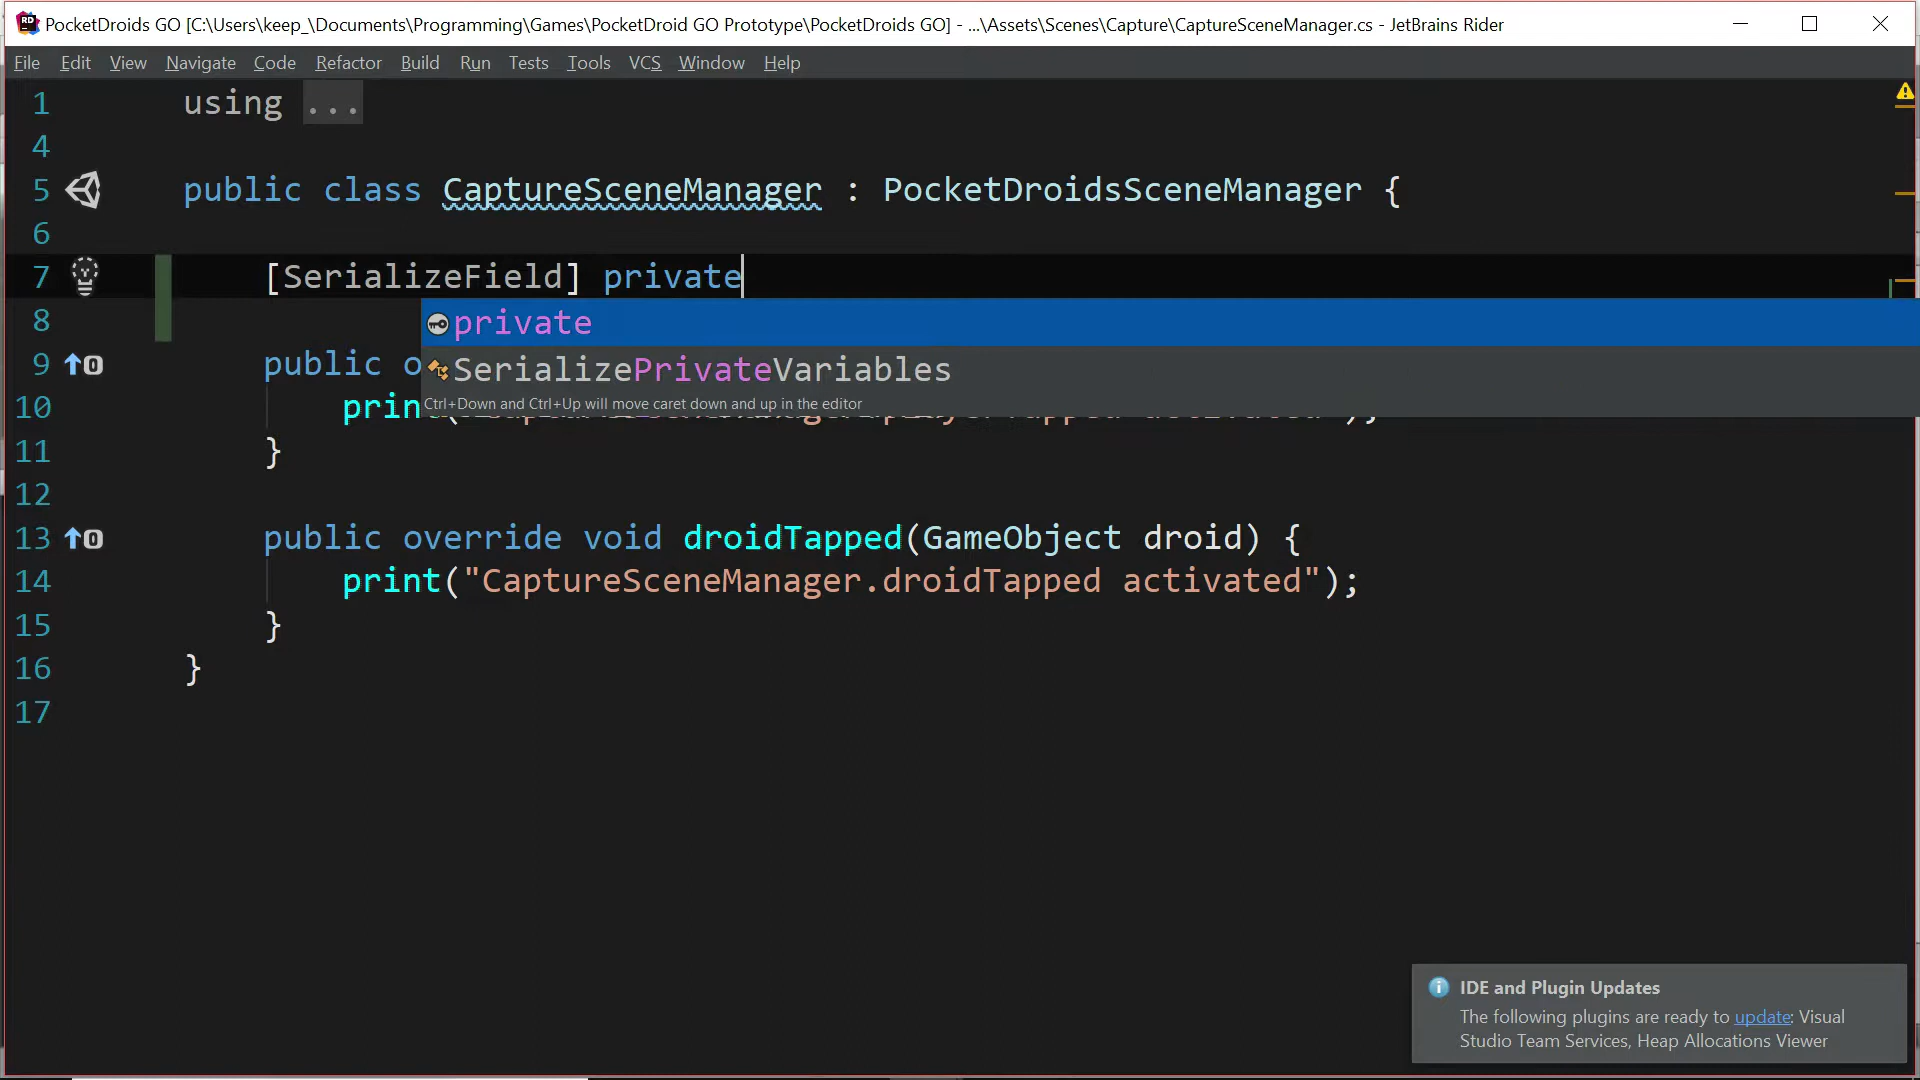 PocketDroids GO [C:\Users\keep_\Documents\Programming\Games\PocketDroid GO Prototype\PocketDroids GO] - ...\Assets\Scenes\Capture\CaptureSceneManager.cs - JetBrains Rider
File Edit View Navigate Code Refactor Build Run Tests Tools VCS Window Help
1 using ...
4
5 public class CaptureSceneManager : PocketDroidsSceneManager {
6
7 [SerializeField] private
private
8
SerializePrivateVariables
9 public o
Ctrl+Down and Ctrl+Up will move caret down and up in the editor
10 print
11 }
12
13 public override void droidTapped(GameObject droid) {
14 print("CaptureSceneManager.droidTapped activated");
15 }
16 }
17
IDE and Plugin Updates
The following plugins are ready to update: Visual
Studio Team Services, Heap Allocations Viewer